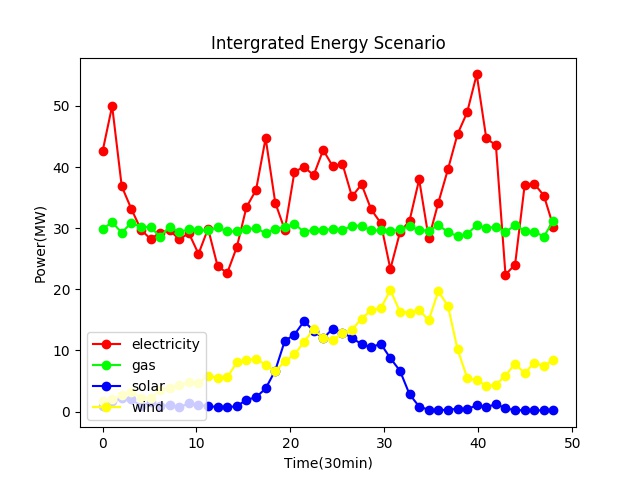 Intergrated Energy Scenario
Power(MW)
50
40
30
20
10
0
electricity
gas
solar
wind
0 10 20 30 40 50
Time(30min)